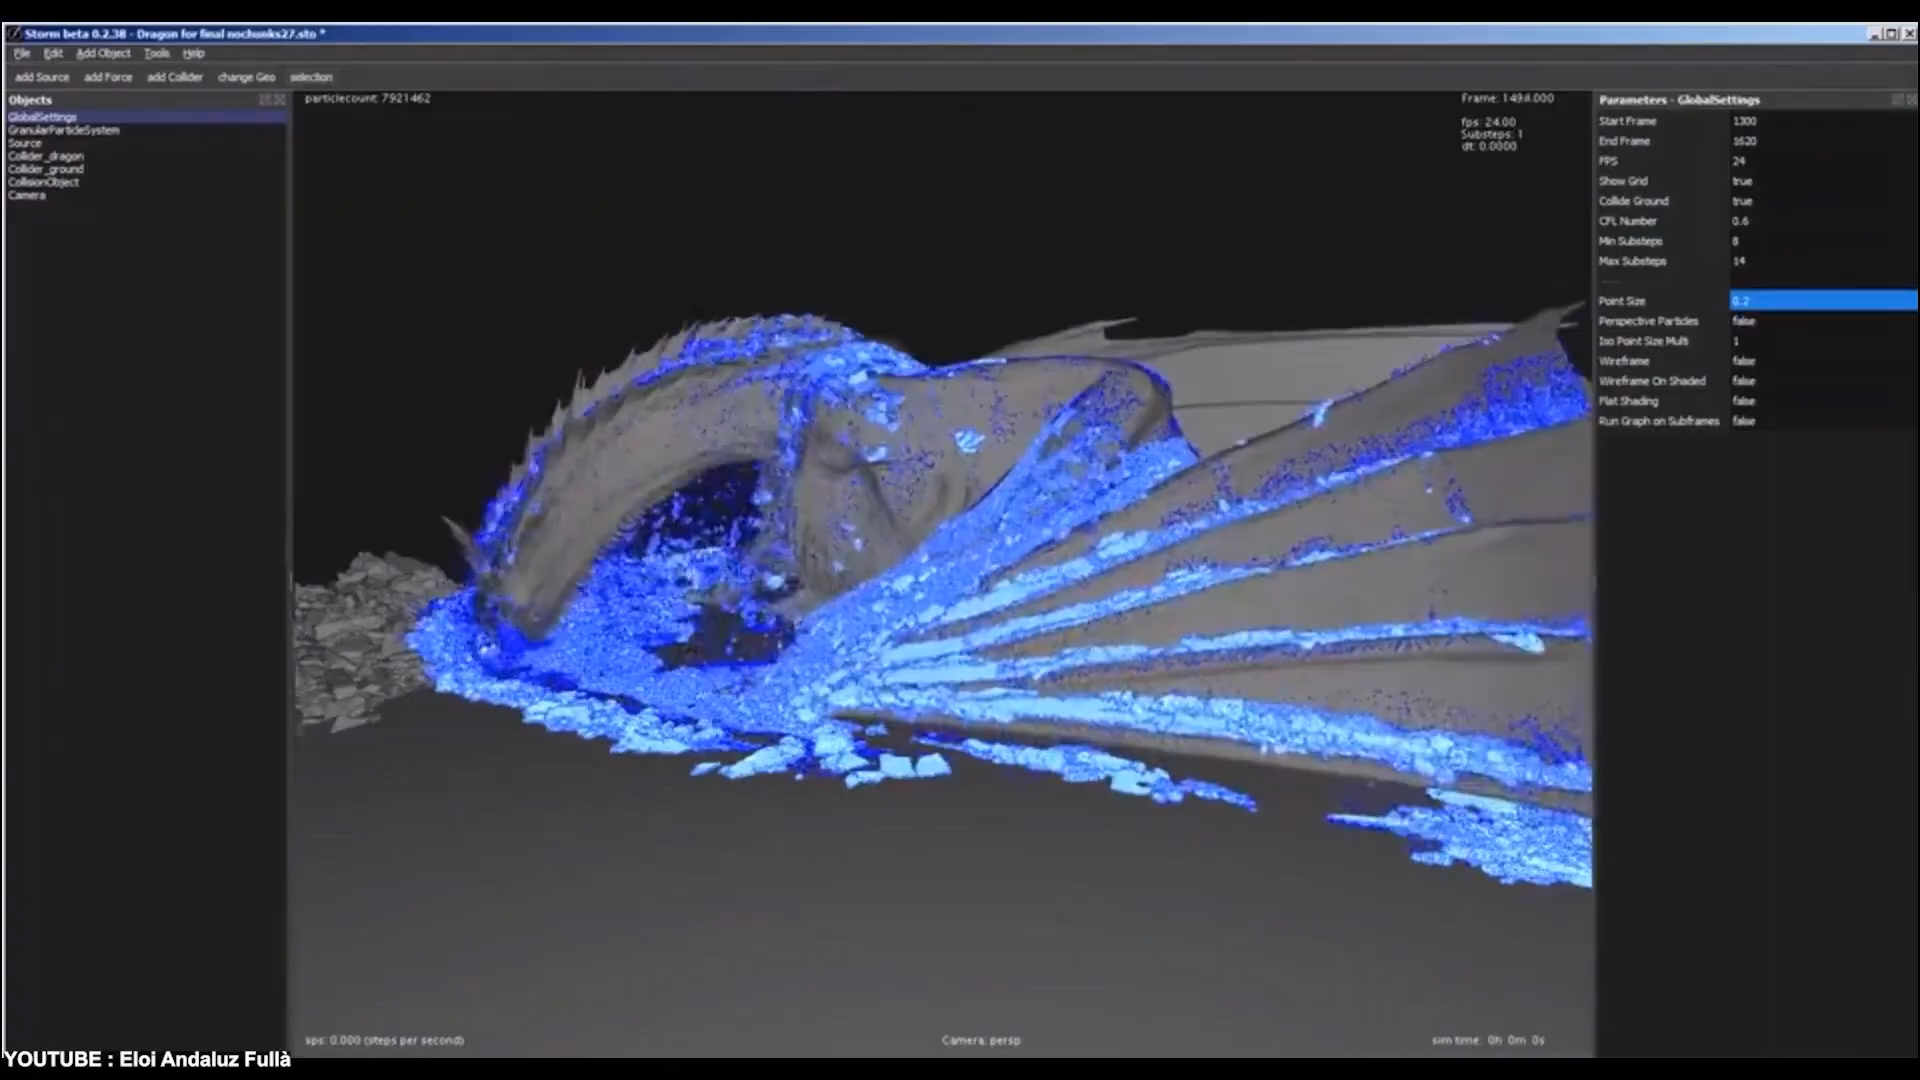 Storm beta 0.2.38 - Dragon for final nochunks27.sto *
File Edit Add Object Tools Help
add Source add Force add Collider change Geo selection
Objects
GlobalSettings
GranularParticleSystem
Source
Collider_dragon
Collider_ground
CollisionObject
Camera
particlecount: 7921462
fps: 24.00
Substeps: 1
dt: 0.0000
Parameters - GlobalSettings
Start Frame 1300
End Frame 1620
FPS 24
Show Grid true
Collide Ground true
CFL Number 0.6
Min Substeps 8
Max Substeps 14
Point Size 0.2
Perspective Particles false
Iso Point Size Multi 1
Wireframe false
Wireframe On Shaded false
Flat Shading false
Run Graph on Subframes false
sps: 0.000 (steps per second)
Camera: persp
sim time: 0h 0m 0s
YOUTUBE : Eloi Andaluz Fullà